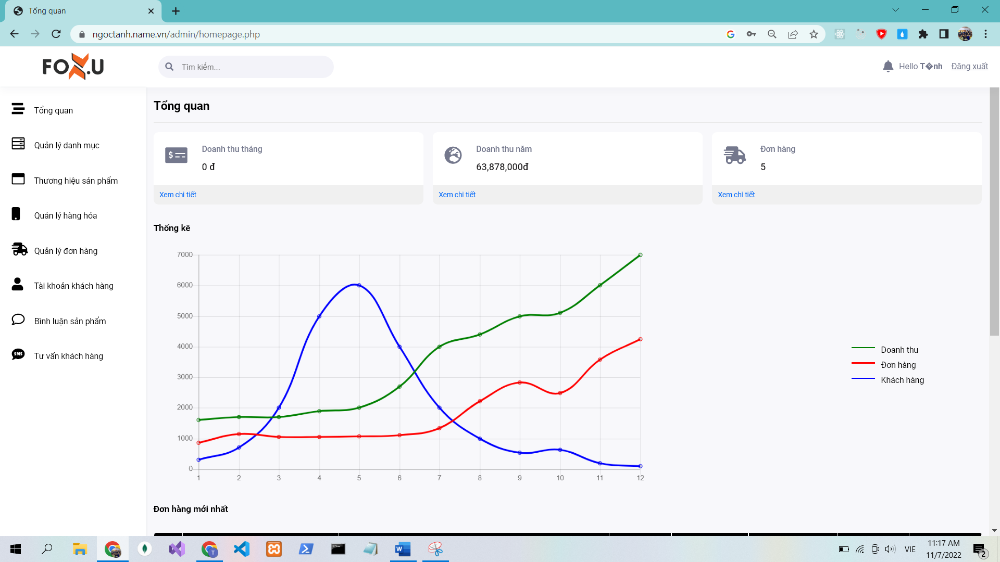 Tổng quan
ngoctanh.name.vn/admin/homepage.php
FOX.U
Tìm kiếm...
Hello T�nh
Đăng xuất
Tổng quan
Quản lý danh mục
Thương hiệu sản phẩm
Quản lý hàng hóa
Quản lý đơn hàng
Tài khoản khách hàng
Bình luận sản phẩm
SMS
Tư vấn khách hàng
Tổng quan
Doanh thu tháng
0 đ
Xem chi tiết
Doanh thu năm
63,878,000đ
Xem chi tiết
Đơn hàng
5
Xem chi tiết
Thống kê
7000
6000
5000
4000
3000
2000
1000
0
1 2 3 4 5 6 7 8 9 10 11 12
Doanh thu
Đơn hàng
Khách hàng
Đơn hàng mới nhất
VIE
11:17 AM
11/7/2022
2